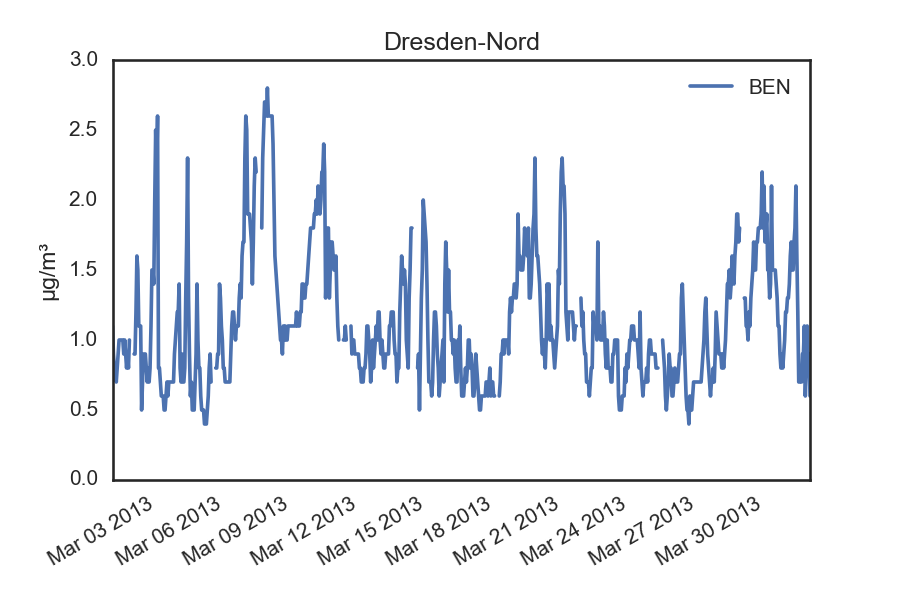 Dresden-Nord
BEN
µg/m³
3.0
2.5
2.0
1.5
1.0
0.5
0.0
Mar 03 2013
Mar 06 2013
Mar 09 2013
Mar 12 2013
Mar 15 2013
Mar 18 2013
Mar 21 2013
Mar 24 2013
Mar 27 2013
Mar 30 2013